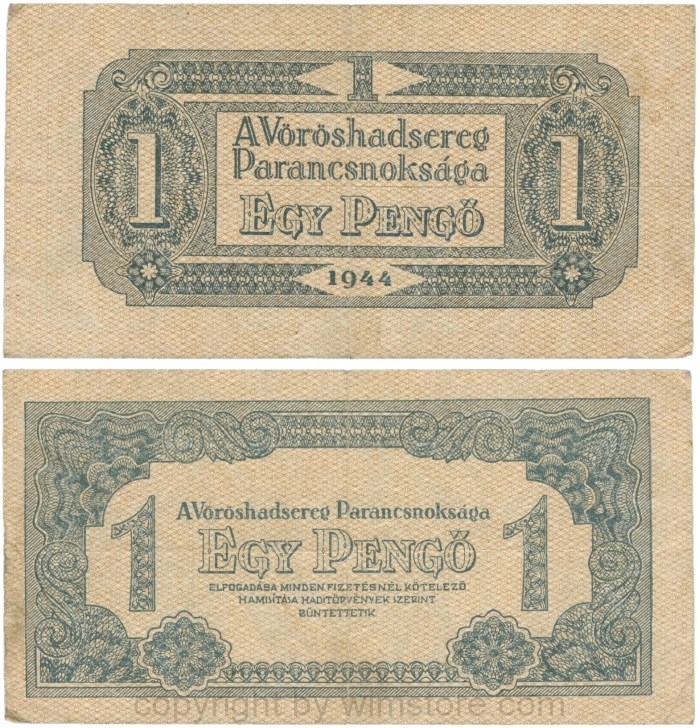 1
1
A Vöröshadsereg
1
Parancsnoksága
EGY PENGŐ
1944
A Vöröshadsereg Parancsnoksága
1
EGY PENGŐ
1
ELFOGADÁSA MINDEN FIZETÉSNÉL KÖTELEZŐ
HAMISÍTÁSA HADITÖRVÉNYEK SZERINT
BÜNTETTETIK
copyright by wimstore.com